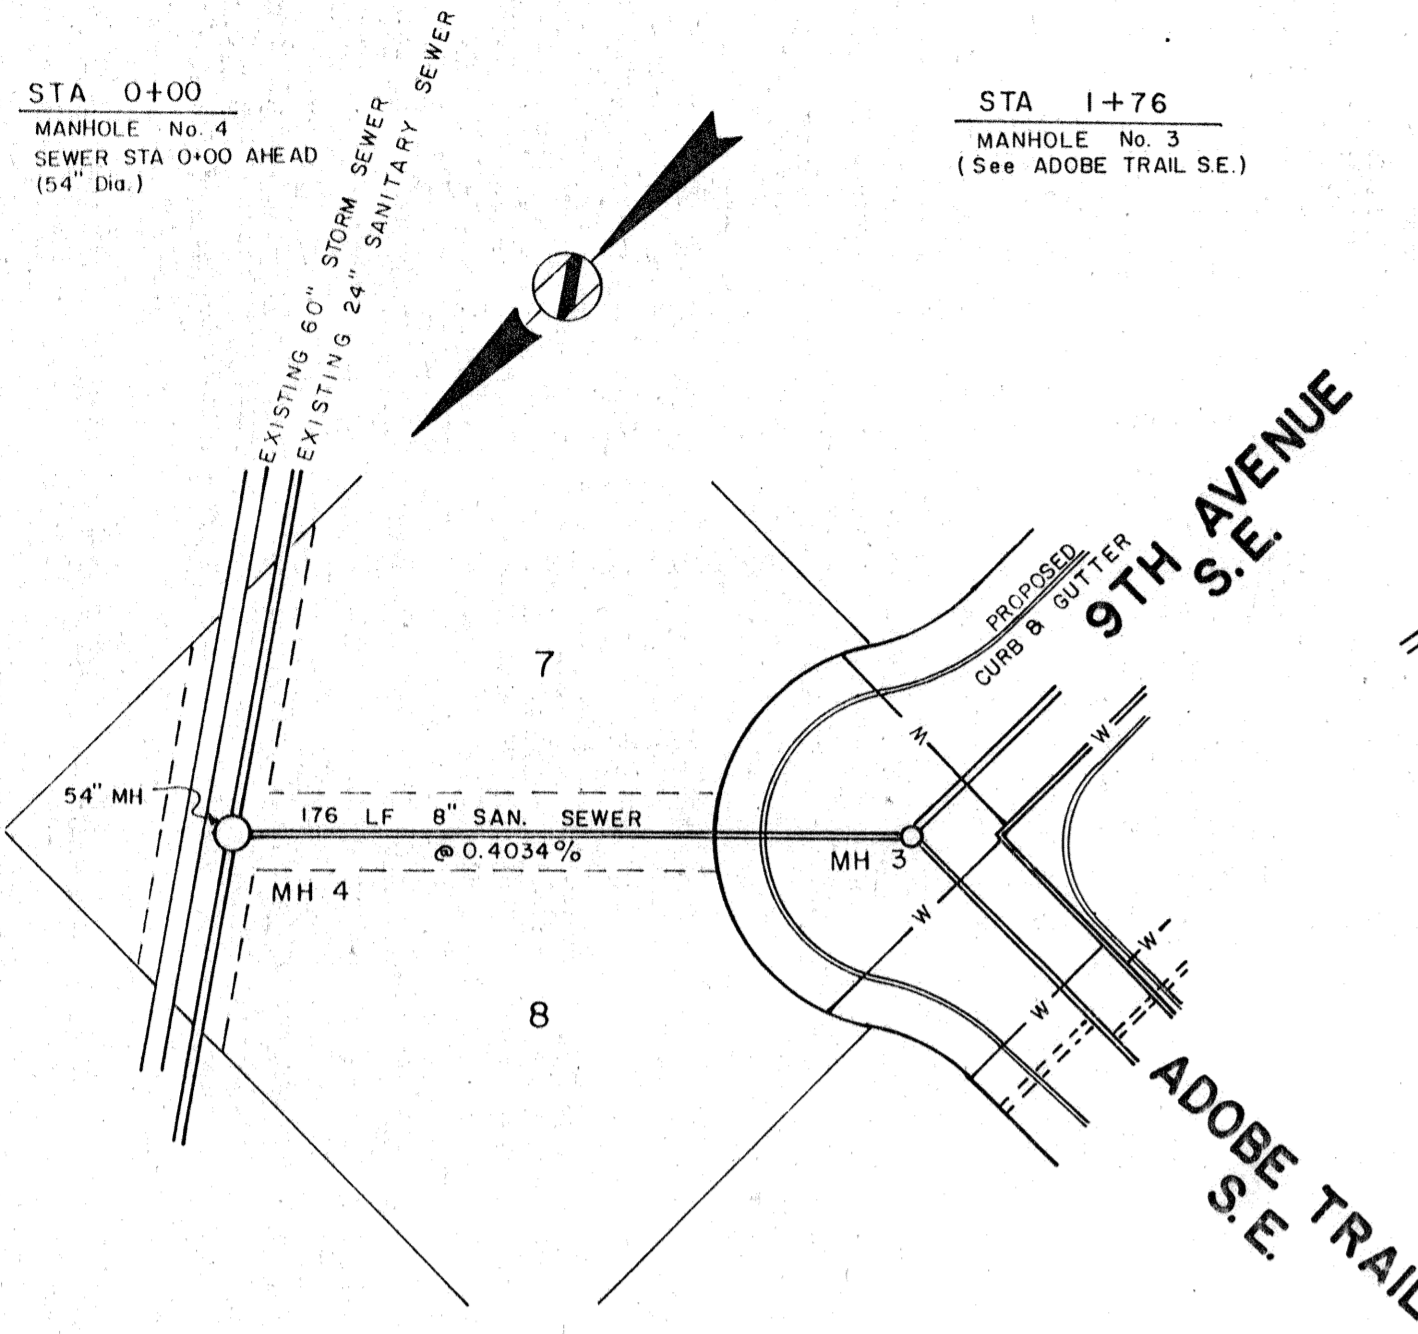 STA 0+00
MANHOLE No. 4
SEWER STA 0+00 AHEAD
(54" Dia.)
EXISTING 60" STORM SEWER
EXISTING 24" SANITARY SEWER
STA 1+76
MANHOLE No. 3
(See ADOBE TRAIL S.E.)
N
9TH AVENUE
S.E.
PROPOSED
CURB & GUTTER
7
W
W
54" MH
176 LF 8" SAN. SEWER
@ 0.4034%
MH 3
MH 4
W
W
W
8
ADOBE TRAIL
S.E.